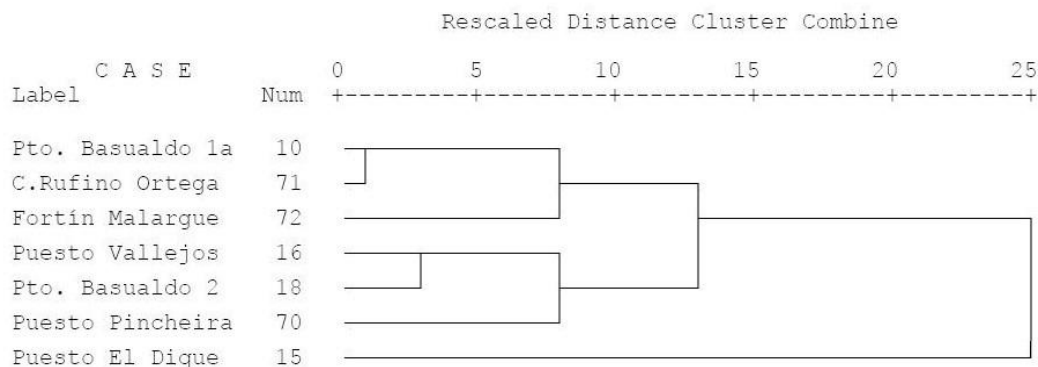 Rescaled Distance Cluster Combine
C A S E 0 5 10 15 20 25
Label Num +---------+---------+---------+---------+---------+
Pto. Basualdo 1a 10
C.Rufino Ortega 71
Fortín Malargue 72
Puesto Vallejos 16
Pto. Basualdo 2 18
Puesto Pincheira 70
Puesto El Dique 15